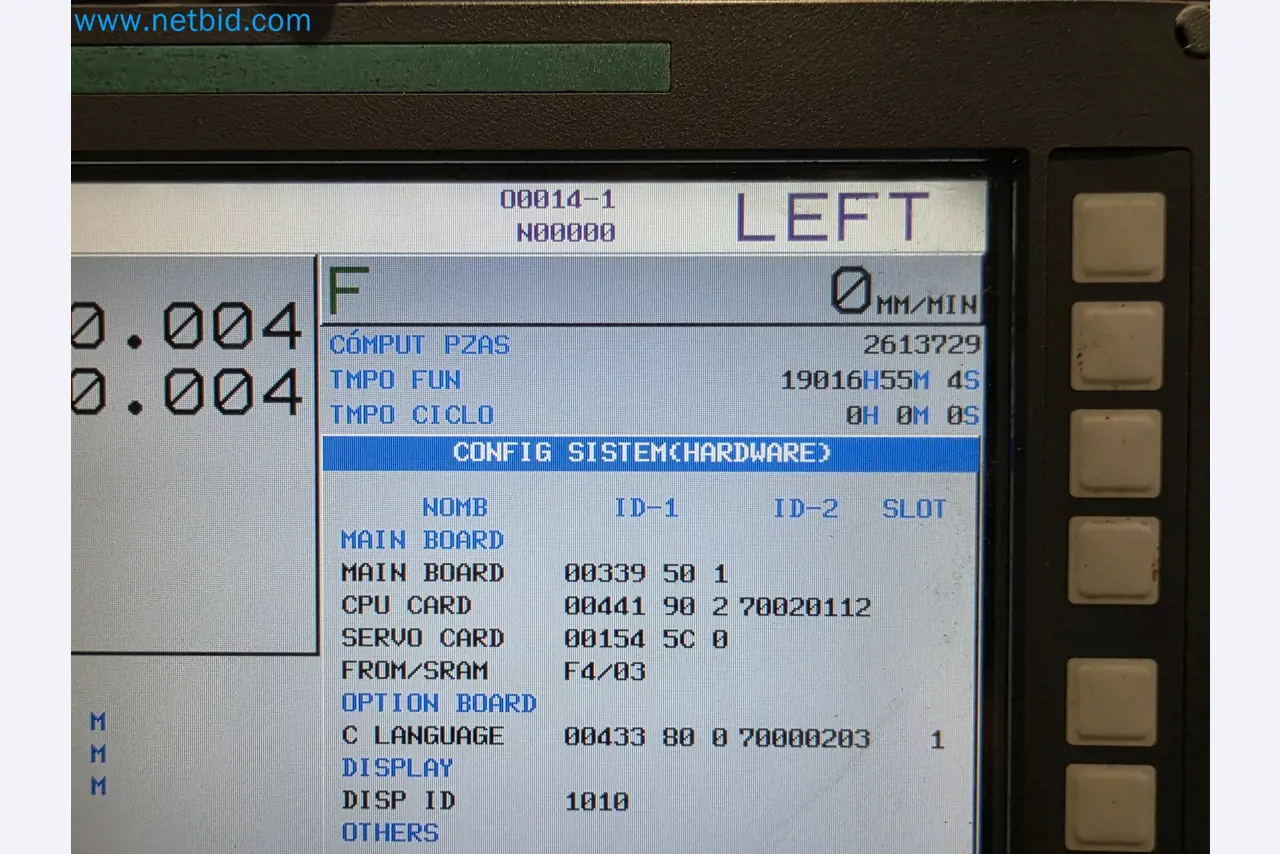 www.netbid.com
O0014-1
N00000
LEFT
F 0 MM/MIN
0.004
0.004
CÓMPUT PZAS 2613729
TMPO FUN 19016H55M 4S
TMPO CICLO 0H 0M 0S
CONFIG SISTEM(HARDWARE)
NOMB ID-1 ID-2 SLOT
MAIN BOARD
MAIN BOARD 00339 50 1
CPU CARD 00441 90 2 70020112
SERVO CARD 00154 5C 0
FROM/SRAM F4/03
OPTION BOARD
C LANGUAGE 00433 80 0 70000203 1
DISPLAY
DISP ID 1010
OTHERS
M
M
M